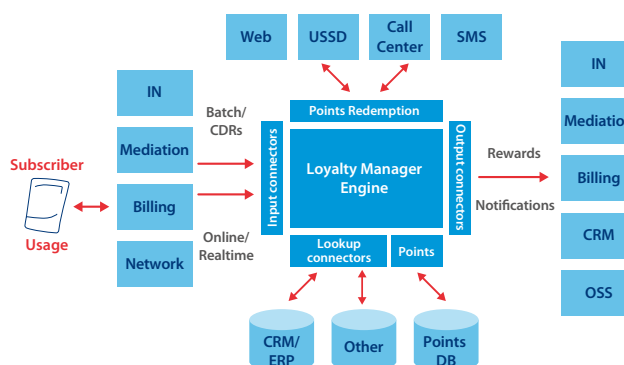 Web
USSD
Call
Center
SMS
IN
Mediation
Billing
Network
Subscriber
Usage
Batch/
CDRs
Online/
Realtime
Input connectors
Points Redemption
Loyalty Manager
Engine
Output connectors
Lookup
connectors
Points
Rewards
Notifications
CRM/
ERP
Other
Points
DB
IN
Mediation
Billing
CRM
OSS